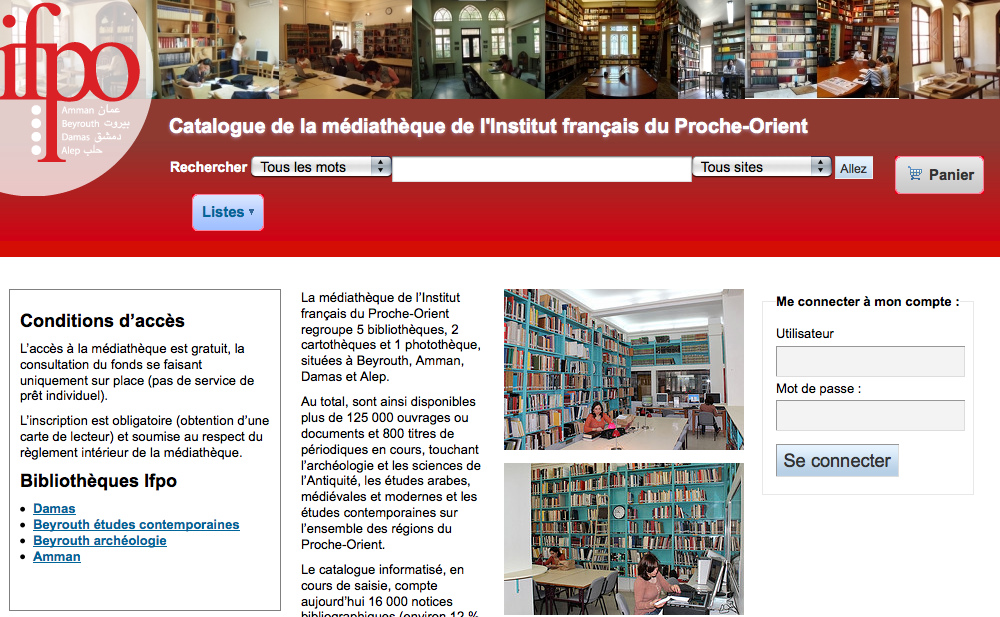 ifpo
Amman عمان
Beyrouth بيروت
Damas دمشق
Alep حلب
Catalogue de la médiathèque de l'Institut français du Proche-Orient
Rechercher Tous les mots Tous sites Allez Panier
Listes
Conditions d’accès
L’accès à la médiathèque est gratuit, la
consultation du fonds se faisant
uniquement sur place (pas de service de
prêt individuel).
L’inscription est obligatoire (obtention d’une
carte de lecteur) et soumise au respect du
règlement intérieur de la médiathèque.
Bibliothèques Ifpo
Damas
Beyrouth études contemporaines
Beyrouth archéologie
Amman
La médiathèque de l’Institut
français du Proche-Orient
regroupe 5 bibliothèques, 2
cartothèques et 1 photothèque,
situées à Beyrouth, Amman,
Damas et Alep.
Au total, sont ainsi disponibles
plus de 125 000 ouvrages ou
documents et 800 titres de
périodiques en cours, touchant
l’archéologie et les sciences de
l’Antiquité, les études arabes,
médiévales et modernes et les
études contemporaines sur
l’ensemble des régions du
Proche-Orient.
Le catalogue informatisé, en
cours de saisie, compte
aujourd’hui 16 000 notices
bibliographiques (environ 12 %
Me connecter à mon compte :
Utilisateur
Mot de passe :
Se connecter